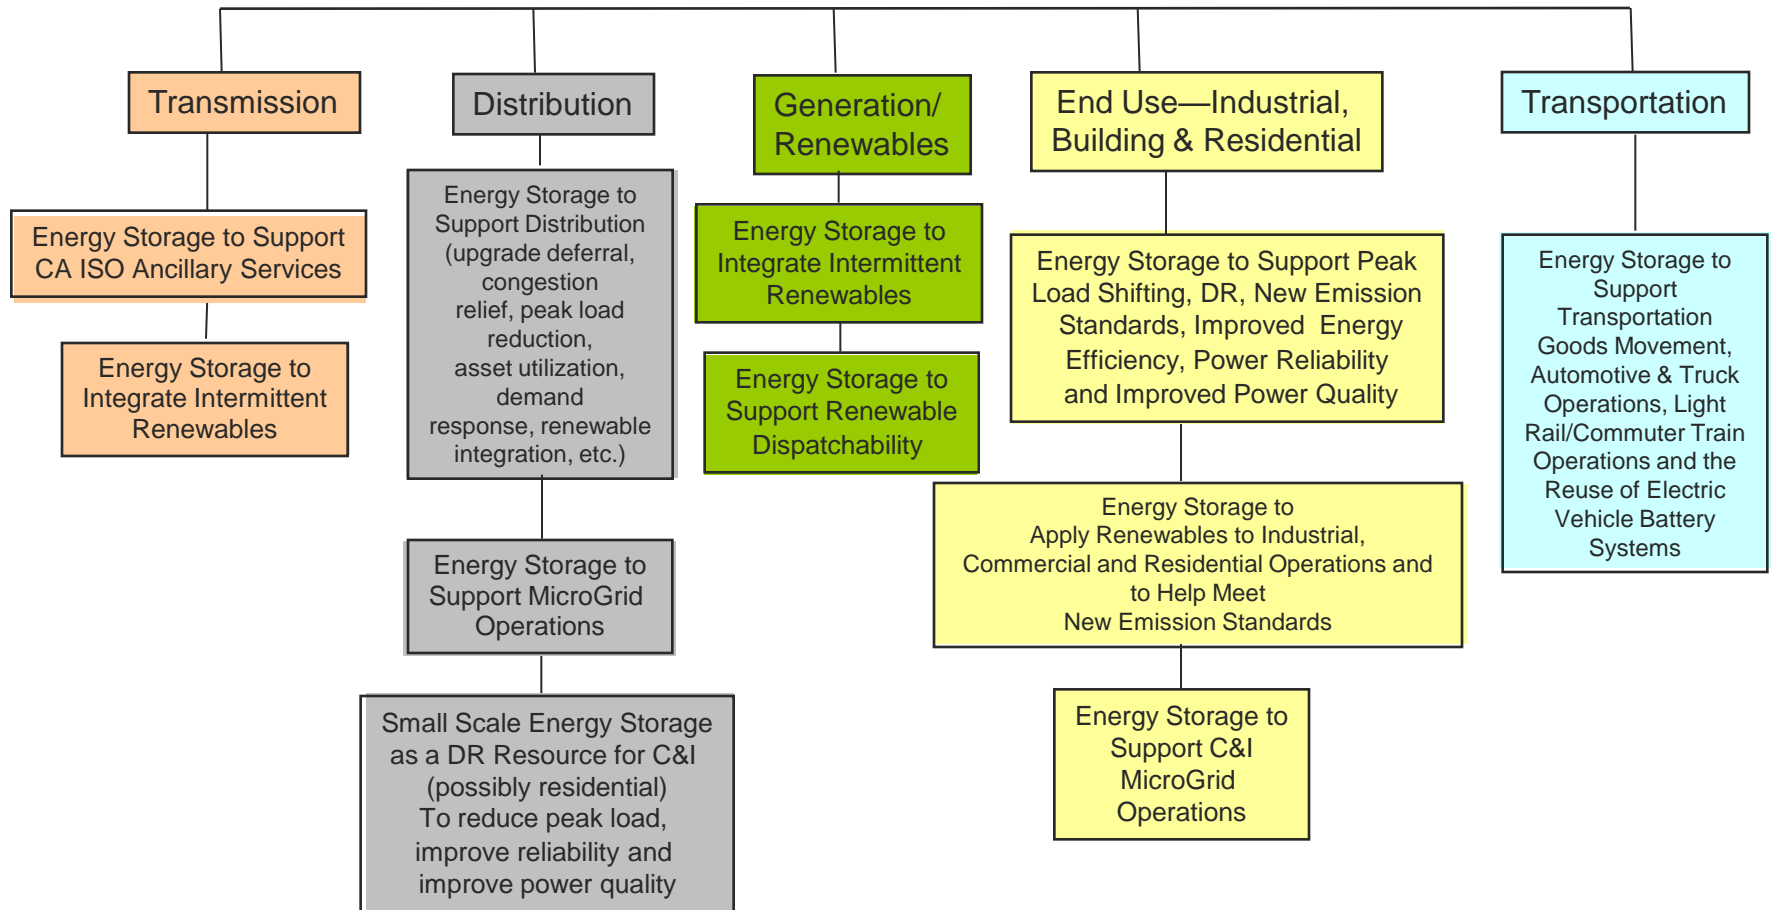 Transmission
Energy Storage to Support
CA ISO Ancillary Services
Energy Storage to
Integrate Intermittent
Renewables
Distribution
Energy Storage to
Support Distribution
(upgrade deferral,
congestion
relief, peak load
reduction,
asset utilization,
demand
response, renewable
integration, etc.)
Energy Storage to
Support MicroGrid
Operations
Small Scale Energy Storage
as a DR Resource for C&I
(possibly residential)
To reduce peak load,
improve reliability and
improve power quality
Generation/
Renewables
Energy Storage to
Integrate Intermittent
Renewables
Energy Storage to
Support Renewable
Dispatchability
End Use—Industrial,
Building & Residential
Energy Storage to Support Peak
Load Shifting, DR, New Emission
Standards, Improved Energy
Efficiency, Power Reliability
and Improved Power Quality
Energy Storage to
Apply Renewables to Industrial,
Commercial and Residential Operations and
to Help Meet
New Emission Standards
Energy Storage to
Support C&I
MicroGrid
Operations
Transportation
Energy Storage to
Support
Transportation
Goods Movement,
Automotive & Truck
Operations, Light
Rail/Commuter Train
Operations and the
Reuse of Electric
Vehicle Battery
Systems